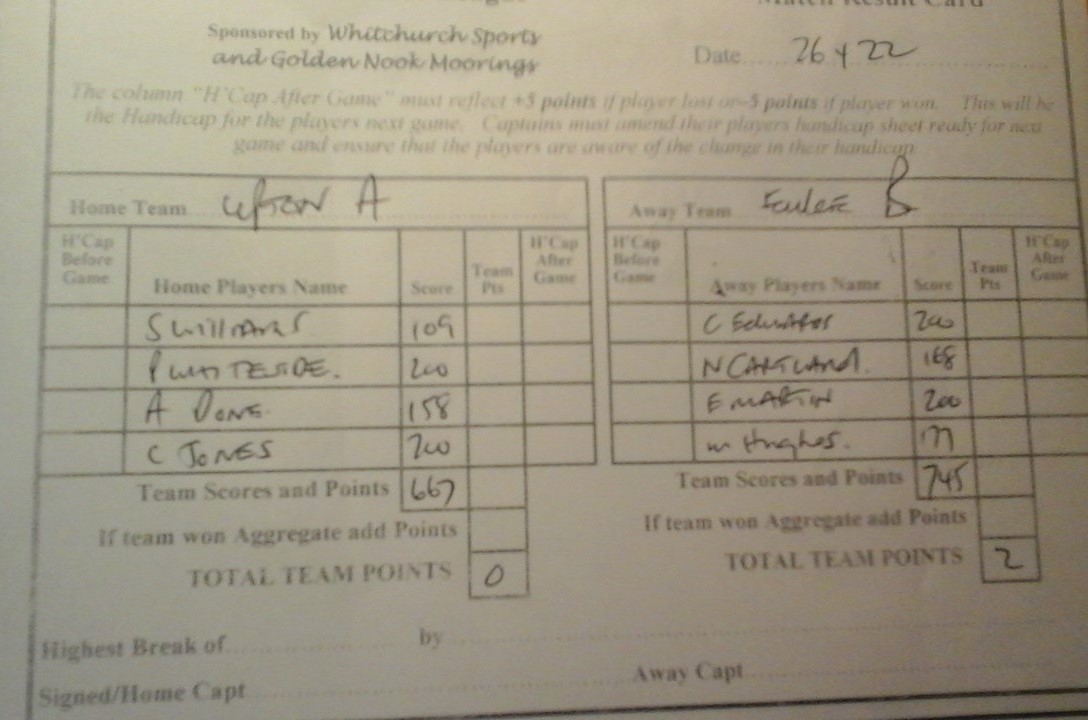 Match Result Card
Sponsored by Whitchurch Sports
and Golden Nook Moorings
Date 26 4 22
The column "H'Cap After Game" must reflect +5 points if player lost or -5 points if player won. This will be
the Handicap for the players next game. Captains must amend their players handicap sheet ready for next
game and ensure that the players are aware of the change in their handicap
Home Team A
Away Team B
H'Cap Before Game Home Players Name Score Team Pts H'Cap After Game
H'Cap Before Game Away Players Name Score Team Pts H'Cap After Game
S Williams 109 C Edwards 200
P WHITESIDE. 200 N CARTLAND. 168
A DONE. 158 E MARTIN 200
C JONES 200 M Hughes. 177
Team Scores and Points 667 Team Scores and Points 745
If team won Aggregate add Points If team won Aggregate add Points
TOTAL TEAM POINTS 0 TOTAL TEAM POINTS 2
Highest Break of by
Signed/Home Capt Away Capt